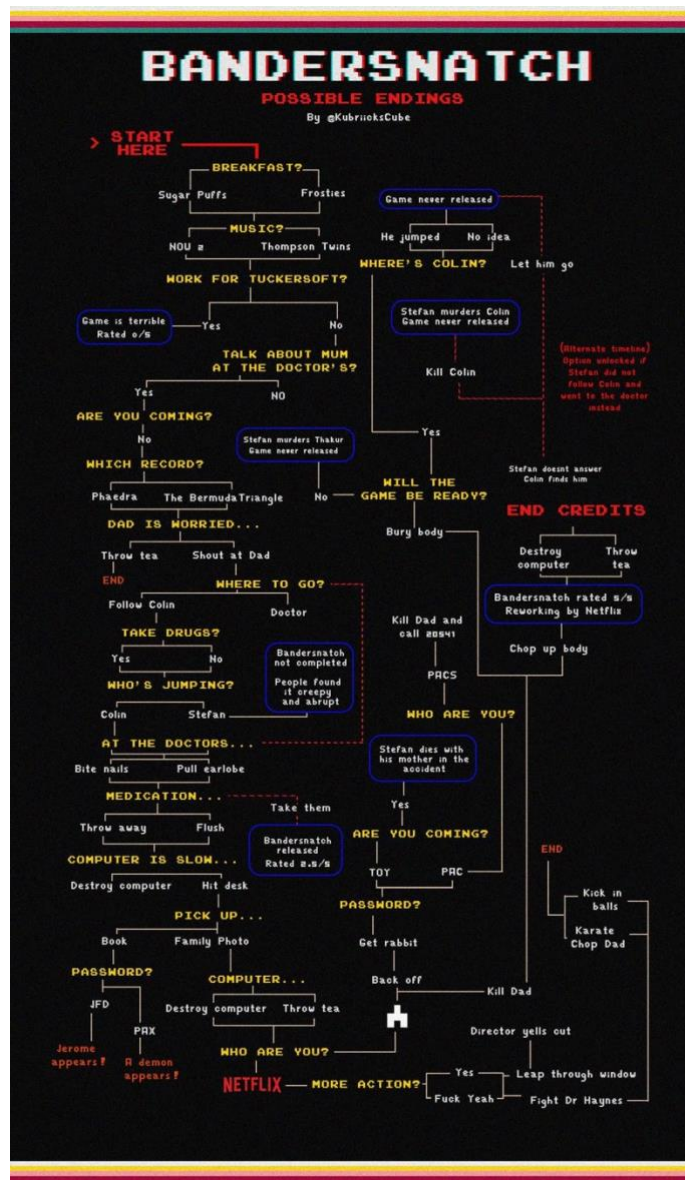 BANDERSNATCH
POSSIBLE ENDINGS
By @KubriicksCube
> START
HERE
BREAKFAST?
Sugar Puffs
Frosties
MUSIC?
NOU 2
Thompson Twins
WORK FOR TUCKERSOFT?
Game is terrible
Rated 0/5
Yes
No
TALK ABOUT MUM
AT THE DOCTOR'S?
Yes
NO
ARE YOU COMING?
No
WHICH RECORD?
Phaedra
The BermudaTriangle
DAD IS WORRIED...
Throw tea
Shout at Dad
END
WHERE TO GO?
Follow Colin
Doctor
TAKE DRUGS?
Yes
No
WHO'S JUMPING?
Colin
Stefan
Bandersnatch
not completed
People found
it creepy
and abrupt
AT THE DOCTORS...
Bite nails
Pull earlobe
MEDICATION...
Take them
Throw away
Flush
Bandersnatch
released
Rated 2.5/5
COMPUTER IS SLOW...
Destroy computer
Hit desk
PICK UP...
Book
Family Photo
PASSWORD?
JFD
PAX
Jerome
appears!
A demon
appears!
COMPUTER...
Destroy computer
Throw tea
WHO ARE YOU?
NETFLIX
MORE ACTION?
Yes
Fuck Yeah
Director yells cut
Leap through window
Fight Dr Haynes
END
Kick in
balls
Karate
Chop Dad
Back off
Kill Dad
Get rabbit
PASSWORD?
TOY
PAC
ARE YOU COMING?
Yes
Stefan dies with
his mother in the
accident
WHO ARE YOU?
PACS
Kill Dad and
call 20541
Bury body
Chop up body
WILL THE
GAME BE READY?
No
Yes
Stefan murders Thakur
Game never released
WHERE'S COLIN?
He jumped
No idea
Game never released
Let him go
Stefan murders Colin
Game never released
Kill Colin
(Alternate timeline)
Option unlocked if
Stefan did not
follow Colin and
went to the doctor
instead
Stefan doesnt answer
Colin finds him
END CREDITS
Destroy
computer
Throw
tea
Bandersnatch rated 5/5
Reworking by Netflix